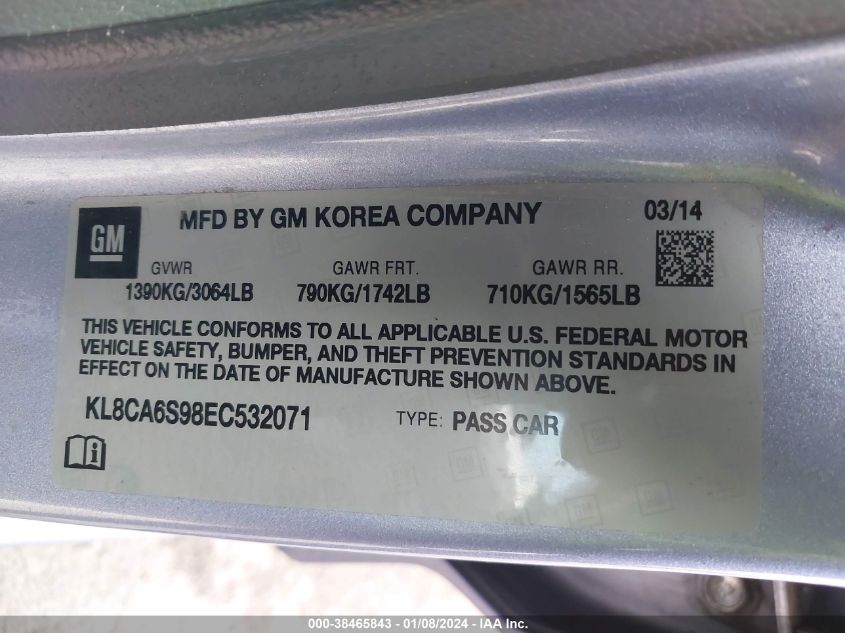 GM
MFD BY GM KOREA COMPANY
03/14
GVWR GAWR FRT. GAWR RR.
1390KG/3064LB 790KG/1742LB 710KG/1565LB
THIS VEHICLE CONFORMS TO ALL APPLICABLE U.S. FEDERAL MOTOR
VEHICLE SAFETY, BUMPER, AND THEFT PREVENTION STANDARDS IN
EFFECT ON THE DATE OF MANUFACTURE SHOWN ABOVE.
KL8CA6S98EC532071 TYPE: PASS CAR
000-38465843 - 01/08/2024 - IAA Inc.